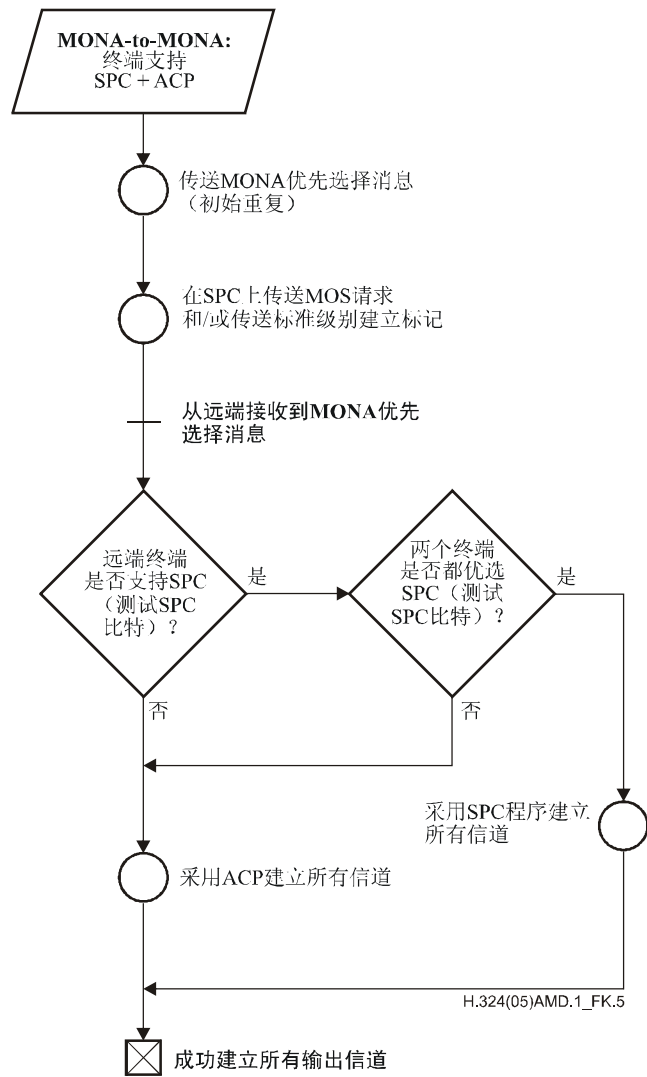 MONA-to-MONA:
终端支持
SPC + ACP
传送MONA优先选择消息
（初始重复）
在SPC上传送MOS请求
和/或传送标准级别建立标记
从远端接收到MONA优先
选择消息
远端终端
是否支持SPC
（测试SPC
比特）？
是
两个终端
是否都优选
SPC（测试
SPC比特）？
是
否
否
采用SPC程序建立
所有信道
采用ACP建立所有信道
H.324(05)AMD.1_FK.5
成功建立所有输出信道